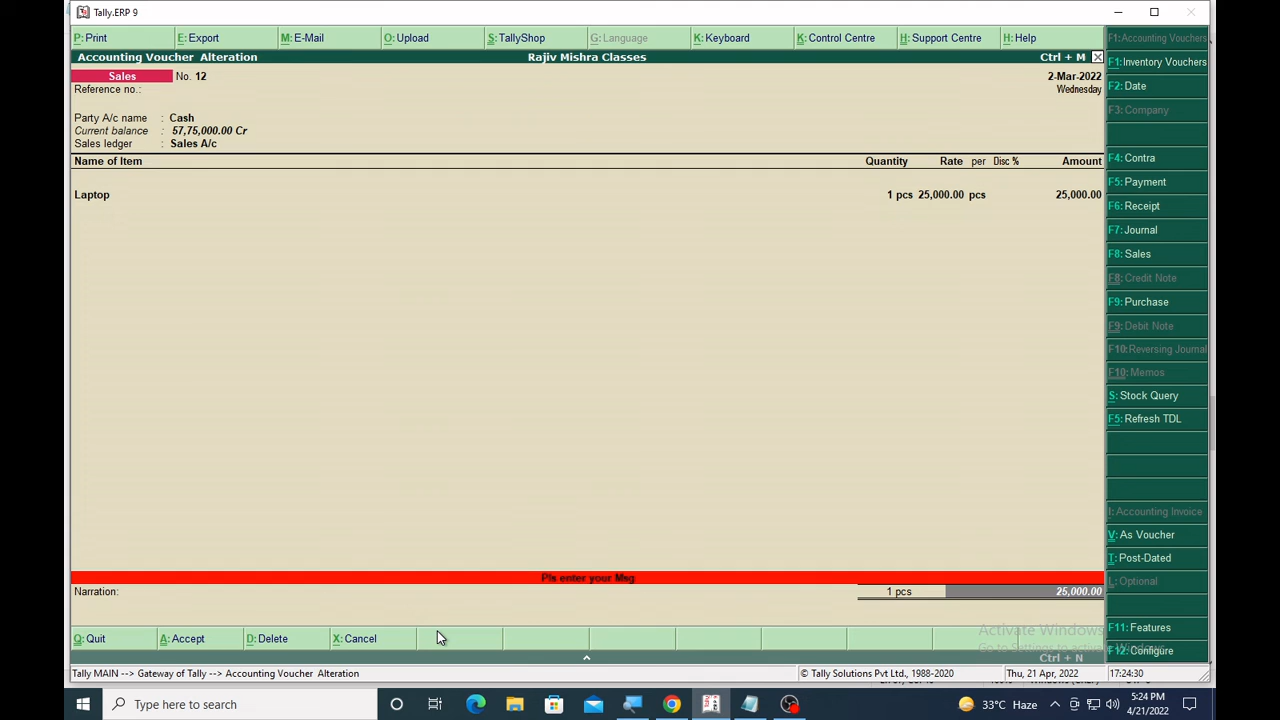 Tally.ERP 9
P: Print E: Export M: E-Mail O: Upload S: TallyShop G: Language K: Keyboard K: Control Centre H: Support Centre H: Help
Accounting Voucher Alteration Rajiv Mishra Classes Ctrl + M
Sales No. 12 2-Mar-2022
Reference no.: Wednesday
Party A/c name : Cash
Current balance : 57,75,000.00 Cr
Sales ledger : Sales A/c
Name of Item Quantity Rate per Disc % Amount
Laptop 1 pcs 25,000.00 pcs 25,000.00
Pls enter your Msg
Narration: 1 pcs 25,000.00
Q: Quit A: Accept D: Delete X: Cancel
Ctrl + N
Tally MAIN --> Gateway of Tally --> Accounting Voucher Alteration © Tally Solutions Pvt Ltd., 1988-2020 Thu, 21 Apr, 2022 17:24:30
F1: Accounting Vouchers
F1: Inventory Vouchers
F2: Date
F3: Company
F4: Contra
F5: Payment
F6: Receipt
F7: Journal
F8: Sales
F8: Credit Note
F9: Purchase
F9: Debit Note
F10: Reversing Journal
F10: Memos
S: Stock Query
F5: Refresh TDL
I: Accounting Invoice
V: As Voucher
T: Post-Dated
L: Optional
F11: Features
F12: Configure
Activate Windows
Go to Settings to activate Windows.
Type here to search
33°C Haze
5:24 PM
4/21/2022